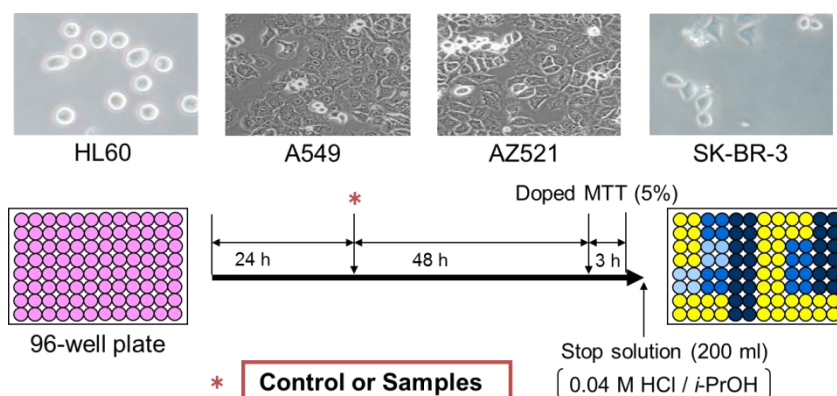 HL60
A549
AZ521
SK-BR-3
*
Doped MTT (5%)
24 h
48 h
3 h
96-well plate
Stop solution (200 ml)
0.04 M HCl / i-PrOH
* Control or Samples